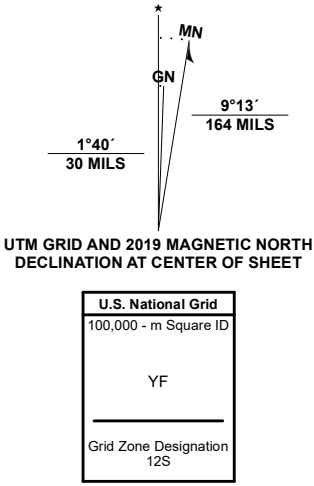 ★
MN
GN
9°13´
164 MILS
1°40´
30 MILS
UTM GRID AND 2019 MAGNETIC NORTH
DECLINATION AT CENTER OF SHEET
U.S. National Grid
100,000 - m Square ID
YF
Grid Zone Designation
12S